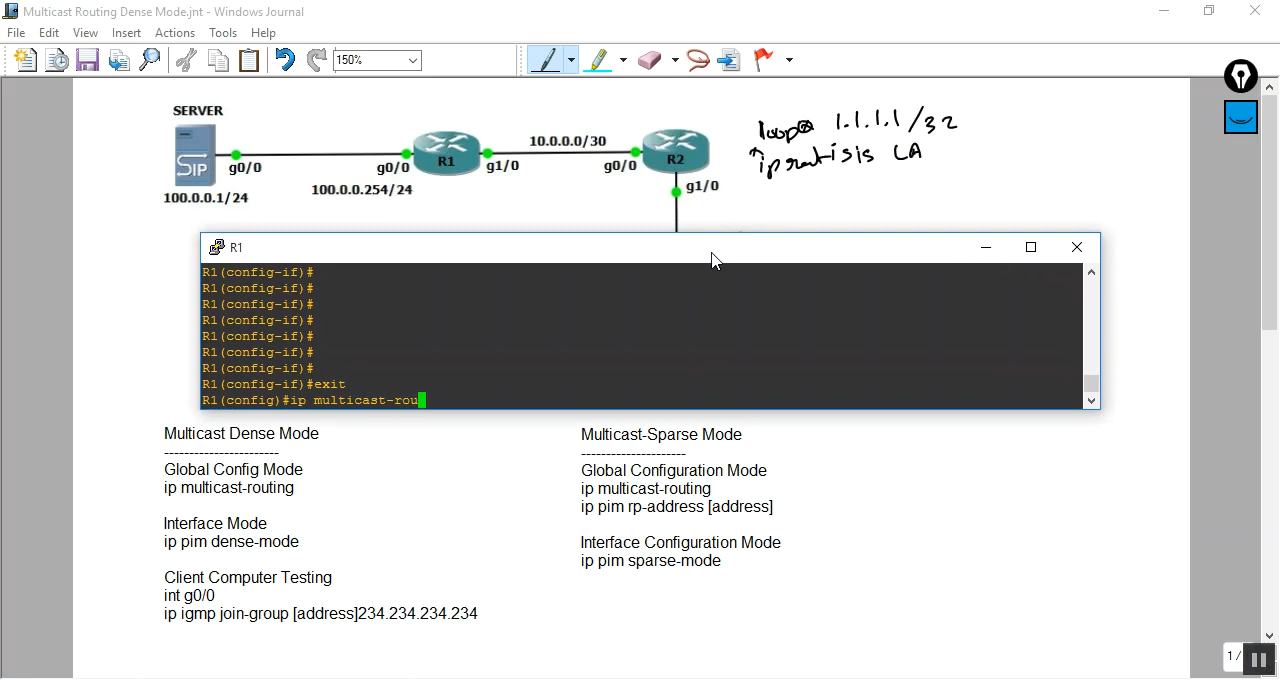 Multicast Routing Dense Mode.jnt - Windows Journal
File Edit View Insert Actions Tools Help
150%
SERVER
SIP
g0/0
100.0.0.1/24
g0/0
R1
g1/0
100.0.0.254/24
10.0.0.0/30
g0/0
R2
g1/0
1.1.1.1/32
isis LA
R1
R1(config-if)#
R1(config-if)#
R1(config-if)#
R1(config-if)#
R1(config-if)#
R1(config-if)#
R1(config-if)#
R1(config-if)#exit
R1(config)#ip multicast-rou
Multicast Dense Mode
-----------------------
Global Config Mode
ip multicast-routing
Interface Mode
ip pim dense-mode
Client Computer Testing
int g0/0
ip igmp join-group [address]234.234.234.234
Multicast-Sparse Mode
---------------------
Global Configuration Mode
ip multicast-routing
ip pim rp-address [address]
Interface Configuration Mode
ip pim sparse-mode
1/